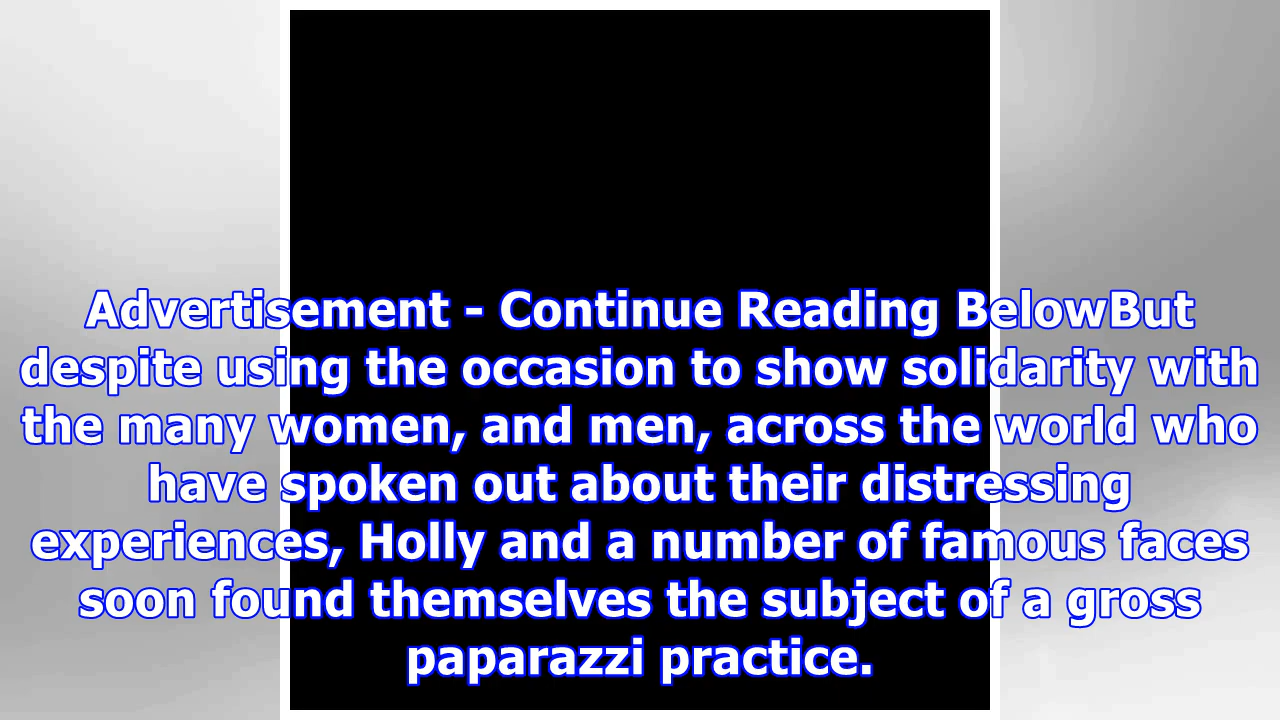 Advertisement - Continue Reading BelowBut
despite using the occasion to show solidarity with
the many women, and men, across the world who
have spoken out about their distressing
experiences, Holly and a number of famous faces
soon found themselves the subject of a gross
paparazzi practice.